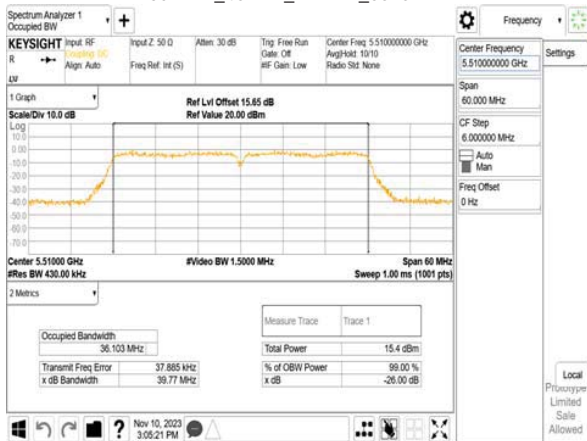 Spectrum Analyzer 1
Occupied BW
+
Frequency
KEYSIGHT
R
LV
Input: RF
Coupling: DC
Align: Auto
Input Z: 50 Ω
Freq Ref: Int (S)
Atten: 30 dB
Trig: Free Run
Gate: Off
#IF Gain: Low
Center Freq: 5.510000000 GHz
Avg|Hold: 10/10
Radio Std: None
Center Frequency
5.510000000 GHz
Settings
Span
60.000 MHz
CF Step
6.000000 MHz
Auto
Man
Freq Offset
0 Hz
1 Graph
Scale/Div 10.0 dB
Ref Lvl Offset 15.65 dB
Ref Value 20.00 dBm
Log
10.0
0.00
-10.0
-20.0
-30.0
-40.0
-50.0
-60.0
-70.0
Center 5.51000 GHz
#Video BW 1.5000 MHz
Span 60 MHz
#Res BW 430.00 kHz
Sweep 1.00 ms (1001 pts)
2 Metrics
Measure Trace
Trace 1
Occupied Bandwidth
36.103 MHz
Total Power
15.4 dBm
Transmit Freq Error
37.885 kHz
% of OBW Power
99.00 %
x dB Bandwidth
39.77 MHz
x dB
-26.00 dB
Local
Prototype
Limited
Sale
Allowed
?
Nov 10, 2023
3:05:21 PM